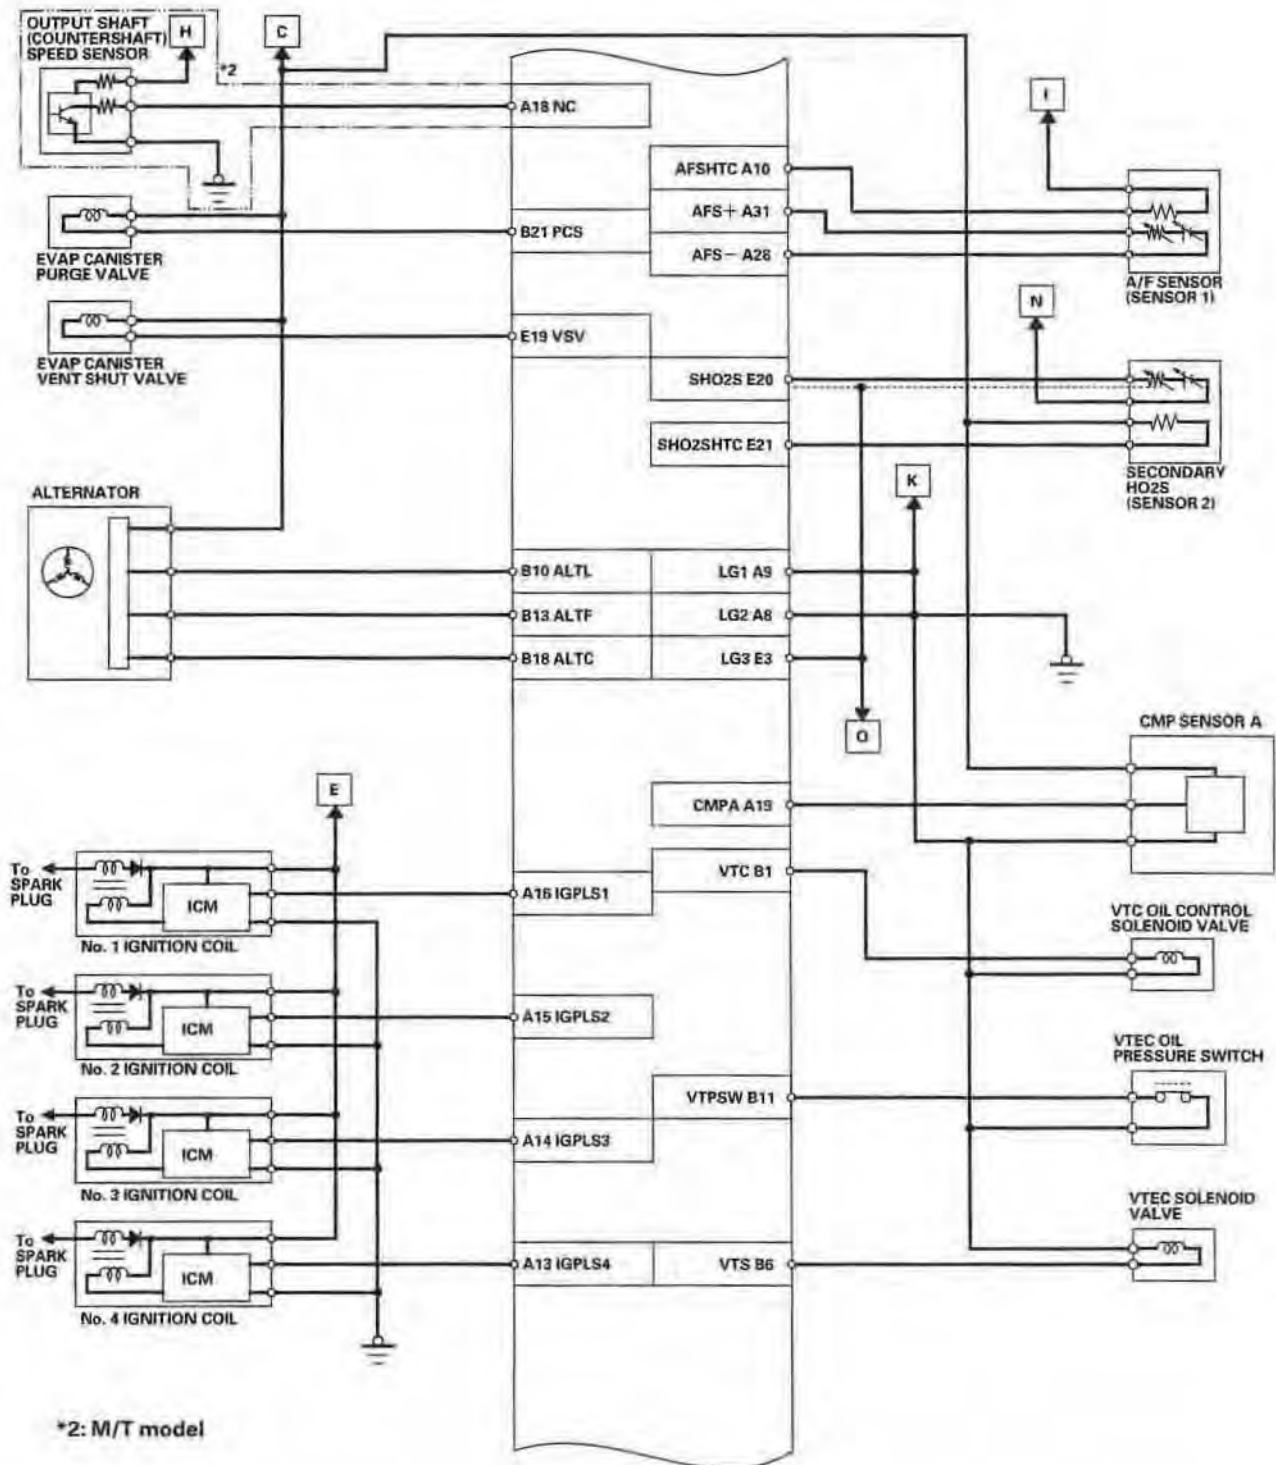 OUTPUT SHAFT
(COUNTERSHAFT)
SPEED SENSOR
H
C
*2
A18 NC
I
AFSHTC A10
AFS+ A31
AFS− A28
A/F SENSOR
(SENSOR 1)
B21 PCS
EVAP CANISTER
PURGE VALVE
N
E19 VSV
EVAP CANISTER
VENT SHUT VALVE
SHO2S E20
SHO2SHTC E21
SECONDARY
HO2S
(SENSOR 2)
K
ALTERNATOR
B10 ALTL
LG1 A9
B13 ALTF
LG2 A8
B18 ALTC
LG3 E3
CMP SENSOR A
E
CMPA A19
To
SPARK
PLUG
ICM
No. 1 IGNITION COIL
A16 IGPLS1
VTC B1
VTC OIL CONTROL
SOLENOID VALVE
To
SPARK
PLUG
ICM
No. 2 IGNITION COIL
A15 IGPLS2
VTEC OIL
PRESSURE SWITCH
VTPSW B11
To
SPARK
PLUG
ICM
No. 3 IGNITION COIL
A14 IGPLS3
VTEC SOLENOID
VALVE
To
SPARK
PLUG
ICM
No. 4 IGNITION COIL
A13 IGPLS4
VTS B6
*2: M/T model